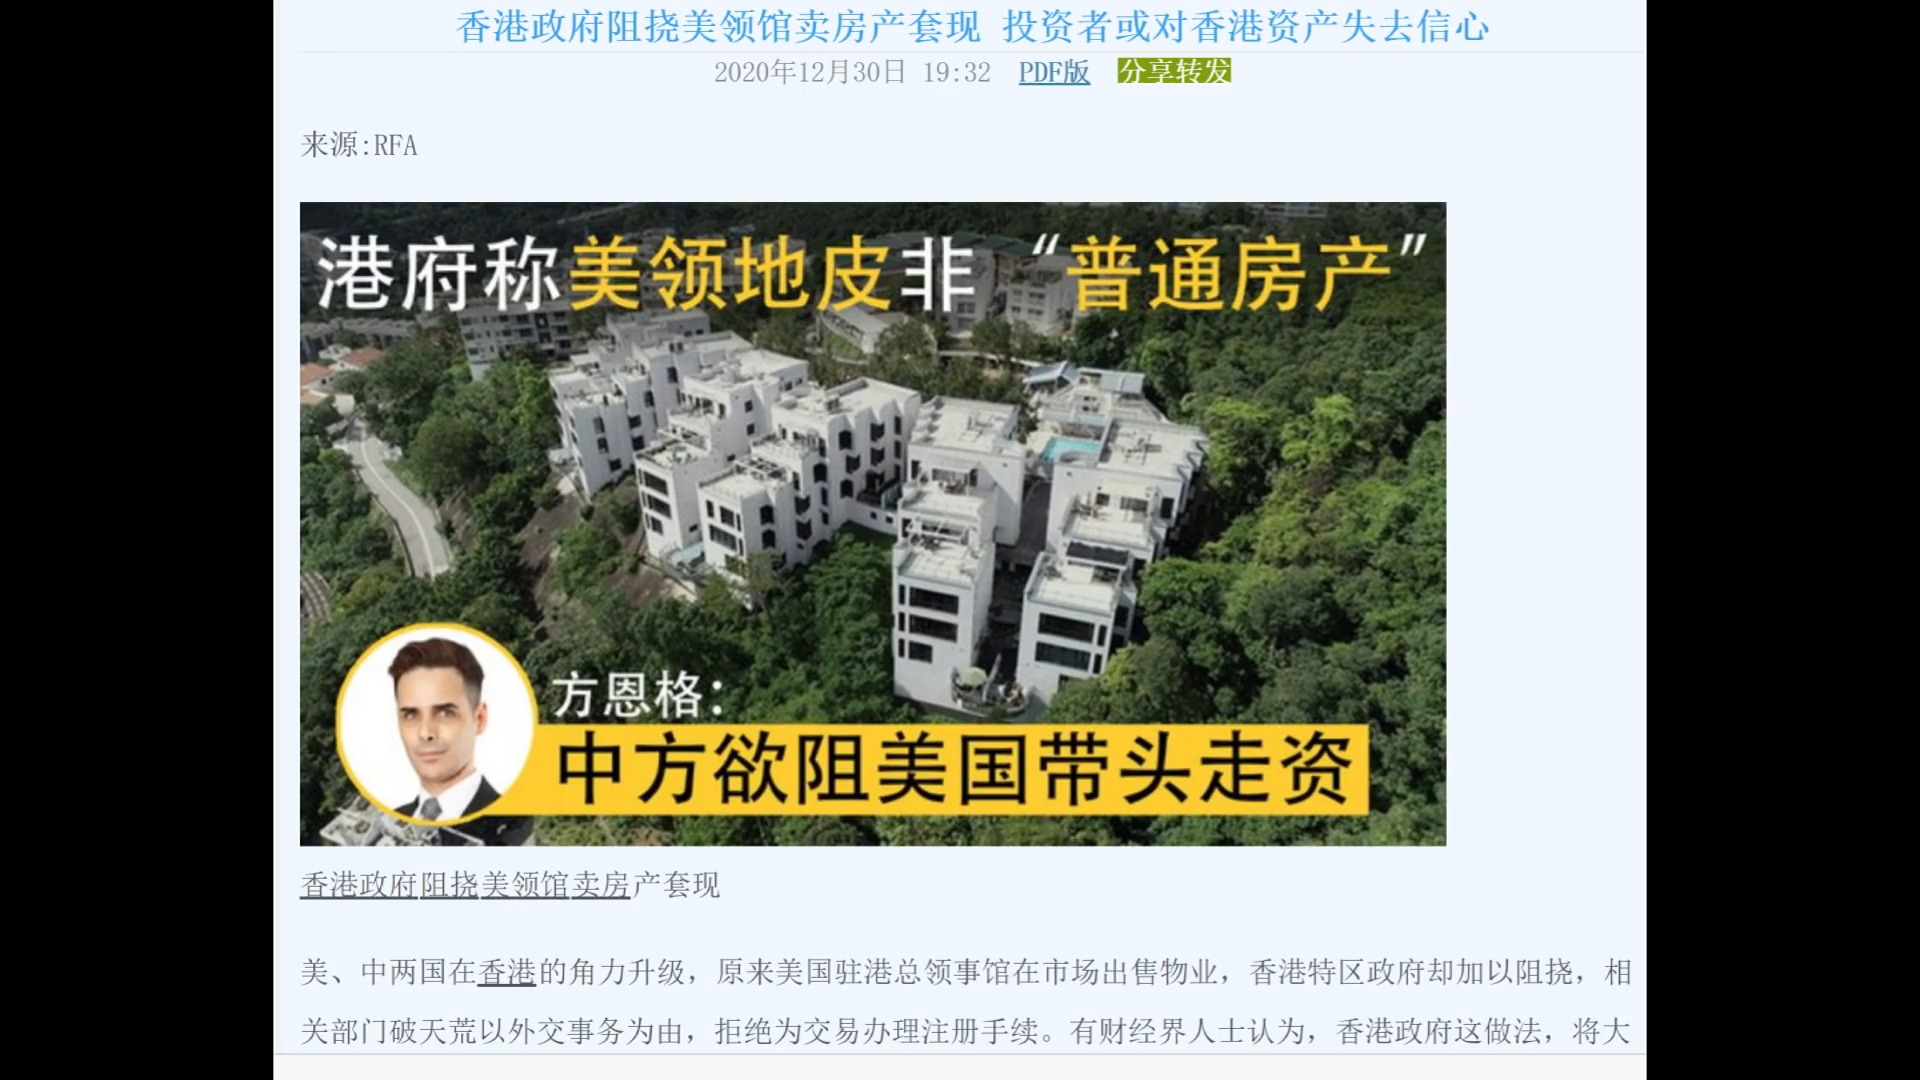 香港政府阻挠美领馆卖房产套现 投资者或对香港资产失去信心
2020年12月30日 19:32 PDF版 分享转发
来源:RFA
港府称美领地皮非“普通房产”
方恩格:
中方欲阻美国带头走资
香港政府阻挠美领馆卖房产套现
美、中两国在香港的角力升级，原来美国驻港总领事馆在市场出售物业，香港特区政府却加以阻挠，相
关部门破天荒以外交事务为由，拒绝为交易办理注册手续。有财经界人士认为，香港政府这做法，将大